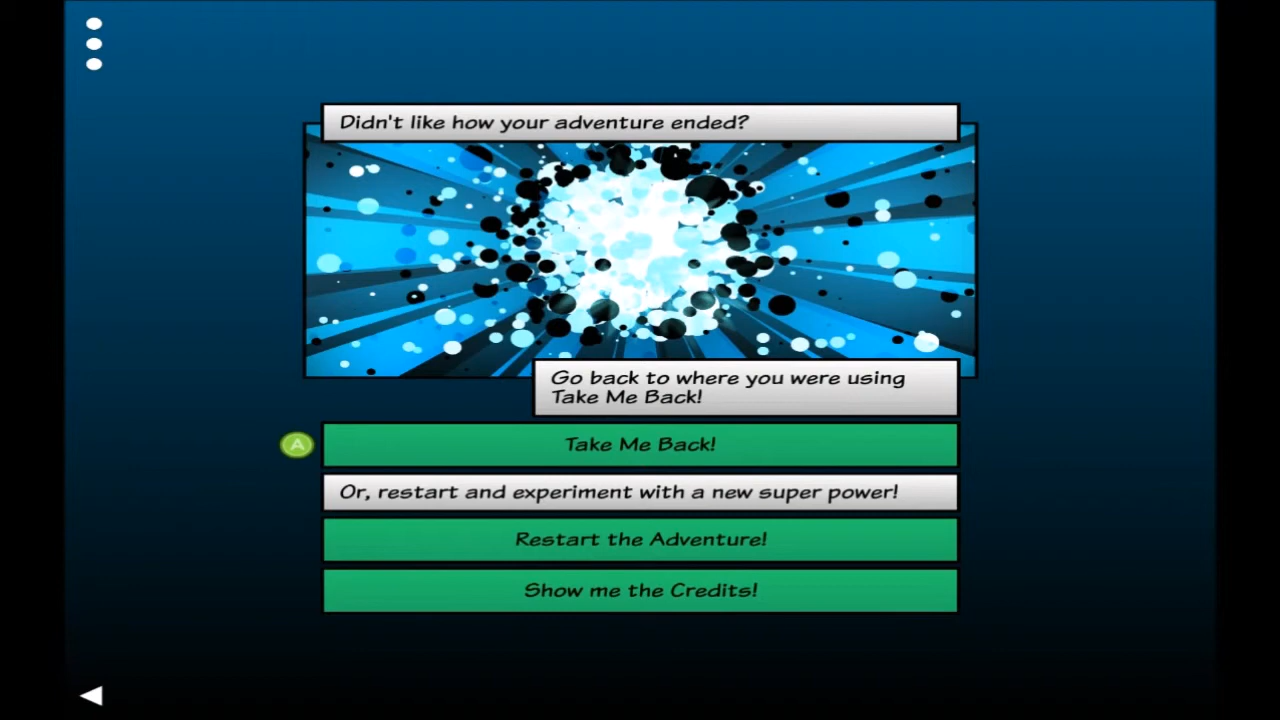 Didn't like how your adventure ended?
Go back to where you were using
Take Me Back!
A
Take Me Back!
Or, restart and experiment with a new super power!
Restart the Adventure!
Show me the Credits!